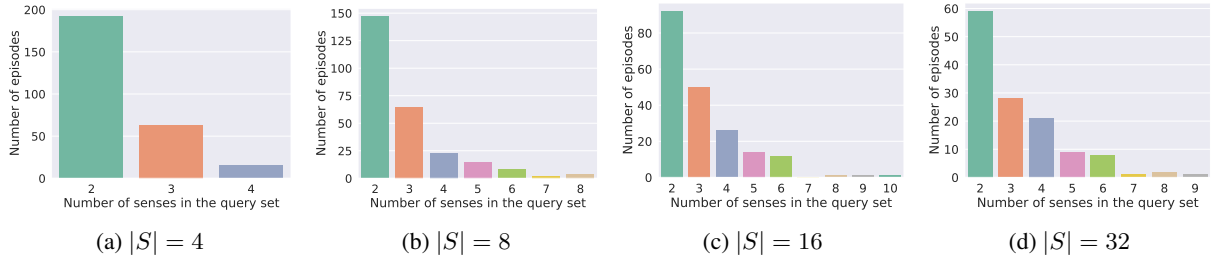 200
150
100
50
0
Number of episodes
2 3 4
Number of senses in the query set
(a) |S| = 4
150
125
100
75
50
25
0
Number of episodes
2 3 4 5 6 7 8
Number of senses in the query set
(b) |S| = 8
80
60
40
20
0
Number of episodes
2 3 4 5 6 7 8 9 10
Number of senses in the query set
(c) |S| = 16
60
50
40
30
20
10
0
Number of episodes
2 3 4 5 6 7 8 9
Number of senses in the query set
(d) |S| = 32